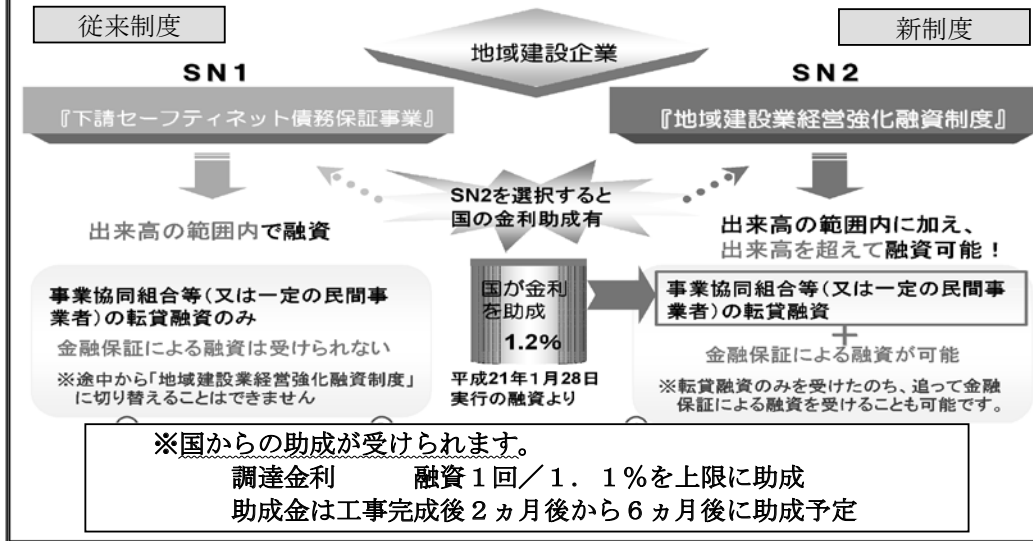 従来制度
地域建設企業
新制度
SN1
SN2
『下請セーフティネット債務保証事業』
『地域建設業経営強化融資制度』
SN2を選択すると
国の金利助成有
出来高の範囲内で融資
出来高の範囲内に加え、
出来高を超えて融資可能！
事業協同組合等(又は一定の民間事
業者)の転貸融資のみ
金融保証による融資は受けられない
※途中から「地域建設業経営強化融資制度」
に切り替えることはできません
国が金利
を助成
1.2%
平成21年1月28日
実行の融資より
事業協同組合等(又は一定の民間事
業者)の転貸融資
+
金融保証による融資が可能
※転貸融資のみを受けたのち、追って金融
保証による融資を受けることも可能です。
※国からの助成が受けられます。
調達金利　　融資１回／１．１％を上限に助成
助成金は工事完成後２ヵ月後から６ヵ月後に助成予定